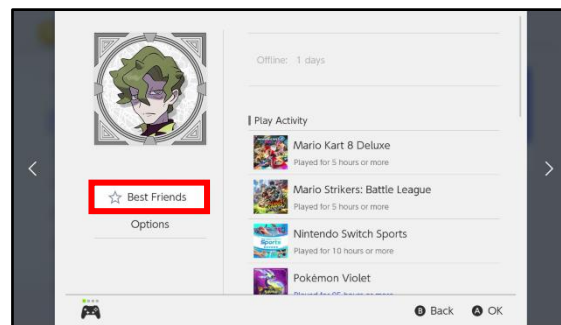 Offline: 1 days
Play Activity
Mario Kart 8 Deluxe
Played for 5 hours or more
Mario Strikers: Battle League
Played for 5 hours or more
☆ Best Friends
Options
Nintendo Switch Sports
Played for 10 hours or more
Pokémon Violet
B Back
A OK